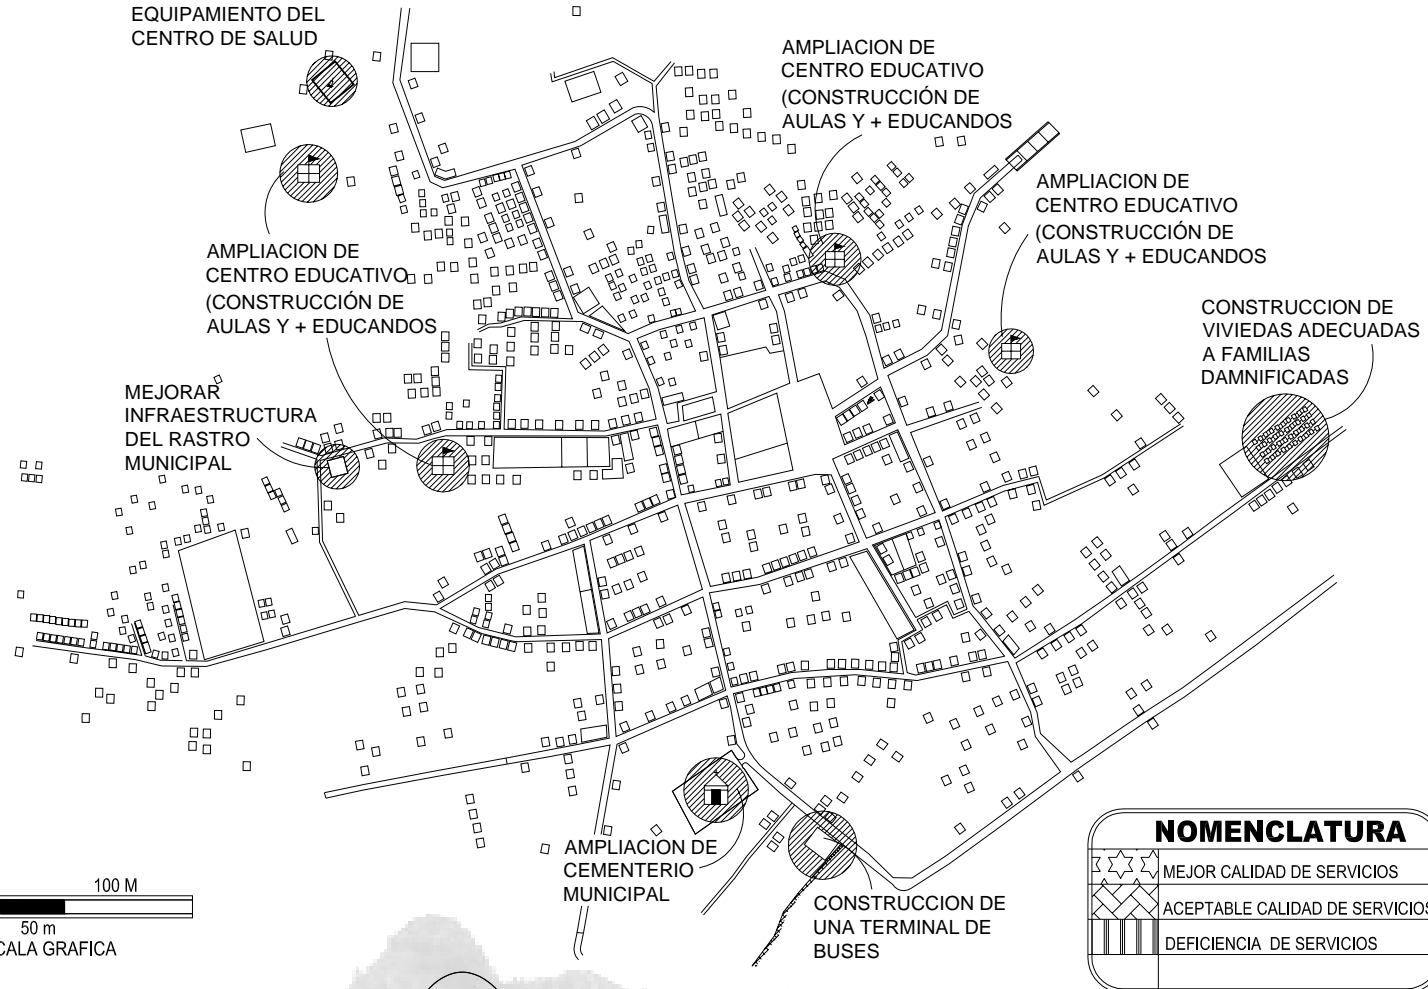 EQUIPAMIENTO DEL
CENTRO DE SALUD
AMPLIACION DE
CENTRO EDUCATIVO
(CONSTRUCCIÓN DE
AULAS Y + EDUCANDOS
AMPLIACION DE
CENTRO EDUCATIVO
(CONSTRUCCIÓN DE
AULAS Y + EDUCANDOS
AMPLIACION DE
CENTRO EDUCATIVO
(CONSTRUCCIÓN DE
AULAS Y + EDUCANDOS
CONSTRUCCION DE
VIVIEDAS ADECUADAS
A FAMILIAS
DAMNIFICADAS
MEJORAR
INFRAESTRUCTURA
DEL RASTRO
MUNICIPAL
AMPLIACION DE
CEMENTERIO
MUNICIPAL
CONSTRUCCION DE
UNA TERMINAL DE
BUSES
100 M
50 m
CALA GRAFICA
NOMENCLATURA
MEJOR CALIDAD DE SERVICIOS
ACEPTABLE CALIDAD DE SERVICIOS
DEFICIENCIA DE SERVICIOS